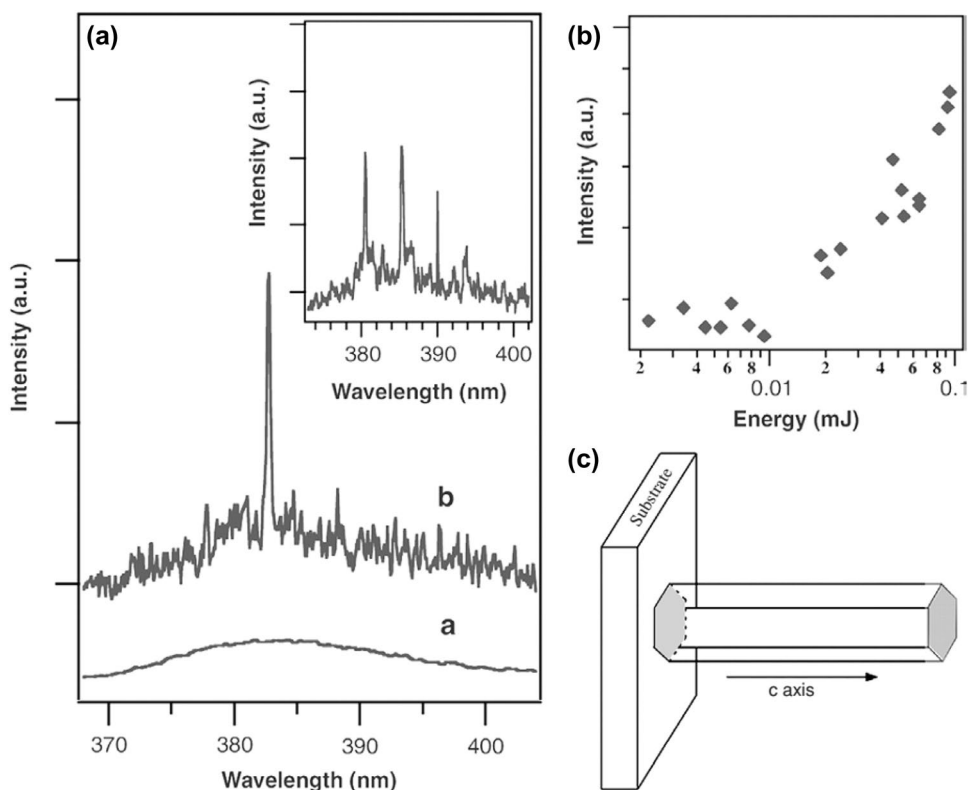 (a)
Intensity (a.u.)
370
380
390
400
Wavelength (nm)
b
a
Intensity (a.u.)
380
390
400
Wavelength (nm)
(b)
Intensity (a.u.)
2
4
6
8
0.01
2
4
6
8
0.1
Energy (mJ)
(c)
Substrate
c axis